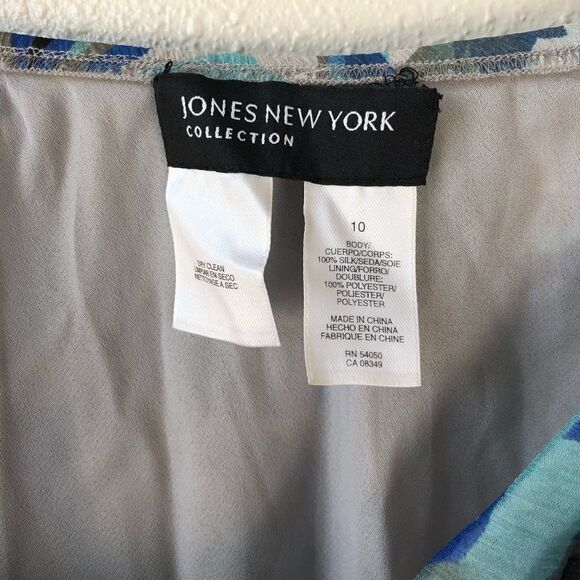 JONES NEW YORK
COLLECTION
DRY CLEAN
LIMPIAR EN SECO
NETTOYAGE A SEC
10
BODY/
CUERPO/CORPS:
100% SILK/SEDA/SOIE
LINING/FORRO/
DOUBLURE:
100% POLYESTER/
POLIESTER/
POLYESTER
MADE IN CHINA
HECHO EN CHINA
FABRIQUE EN CHINE
RN 54050
CA 08349